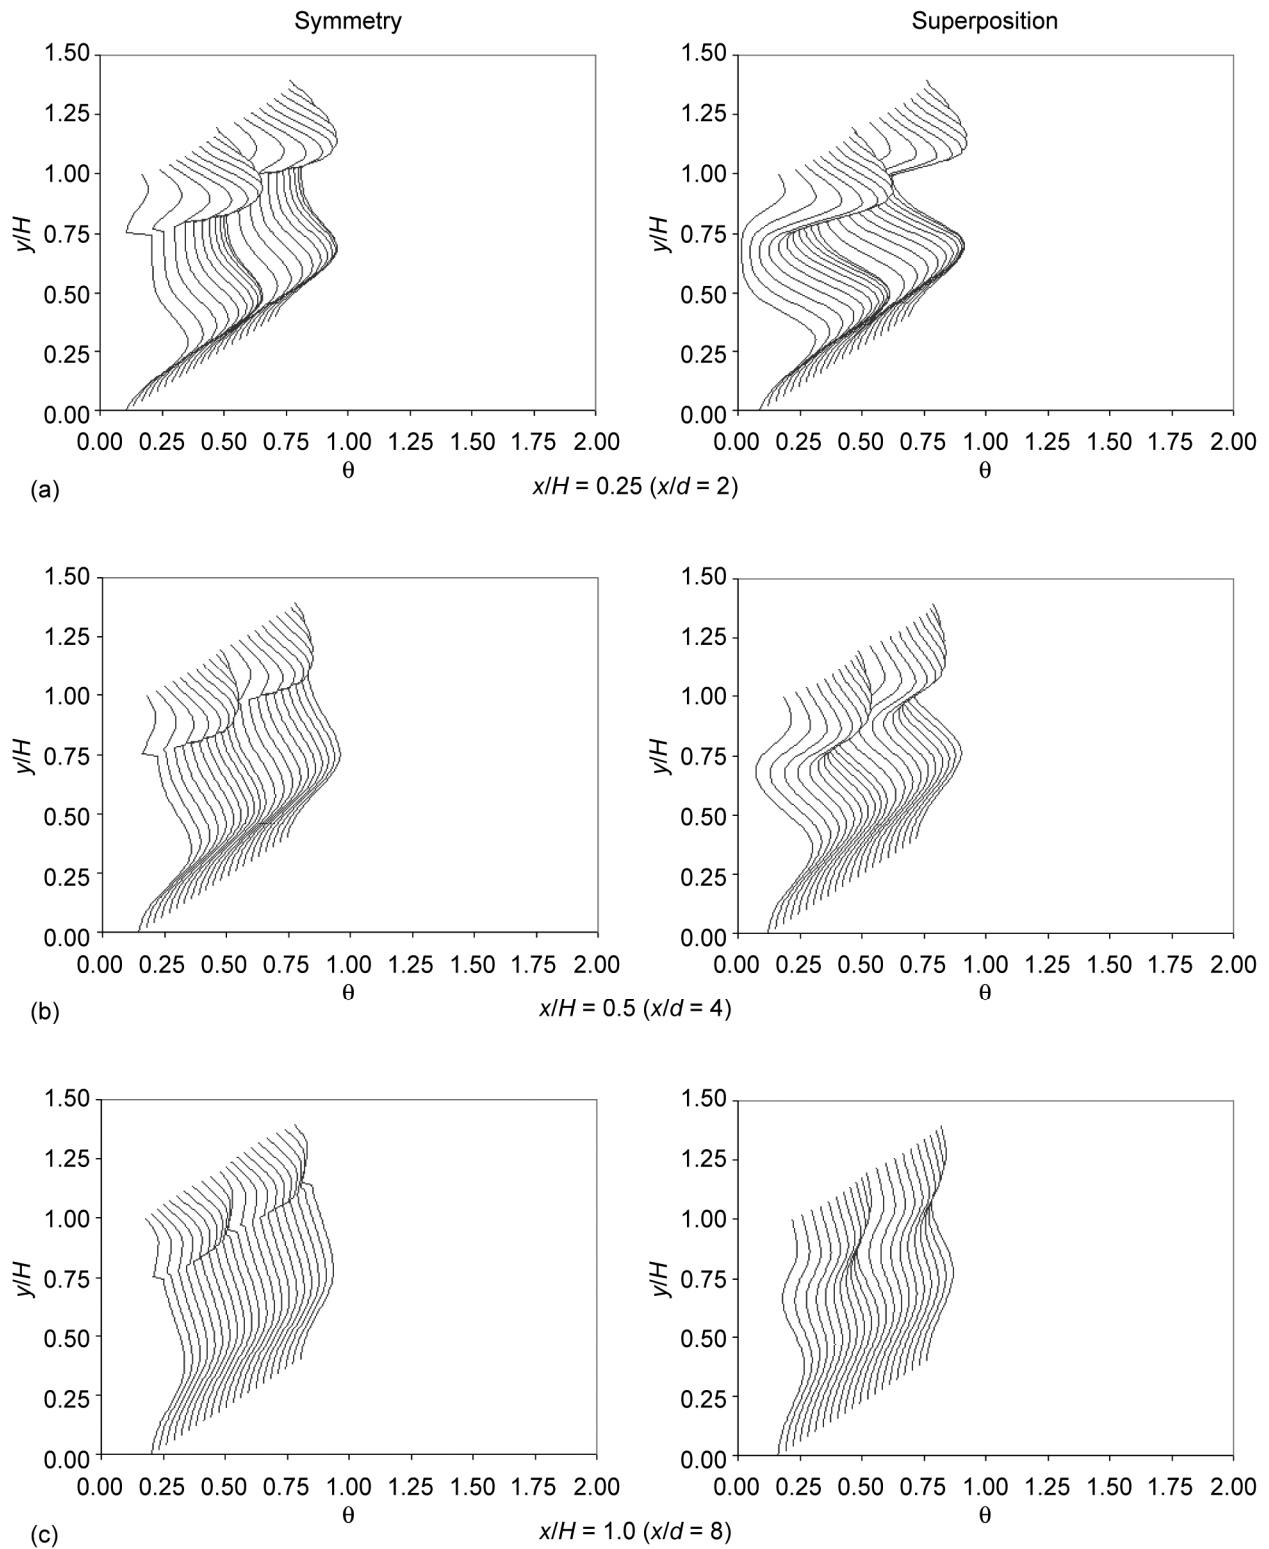 Symmetry Superposition
1.50 1.50
1.25 1.25
1.00 1.00
y/H 0.75 y/H 0.75
0.50 0.50
0.25 0.25
0.00 0.00
0.00 0.25 0.50 0.75 1.00 1.25 1.50 1.75 2.00 0.00 0.25 0.50 0.75 1.00 1.25 1.50 1.75 2.00
θ θ
(a) x/H = 0.25 (x/d = 2)
1.50 1.50
1.25 1.25
1.00 1.00
y/H 0.75 y/H 0.75
0.50 0.50
0.25 0.25
0.00 0.00
0.00 0.25 0.50 0.75 1.00 1.25 1.50 1.75 2.00 0.00 0.25 0.50 0.75 1.00 1.25 1.50 1.75 2.00
θ θ
(b) x/H = 0.5 (x/d = 4)
1.50 1.50
1.25 1.25
1.00 1.00
y/H 0.75 y/H 0.75
0.50 0.50
0.25 0.25
0.00 0.00
0.00 0.25 0.50 0.75 1.00 1.25 1.50 1.75 2.00 0.00 0.25 0.50 0.75 1.00 1.25 1.50 1.75 2.00
θ θ
(c) x/H = 1.0 (x/d = 8)